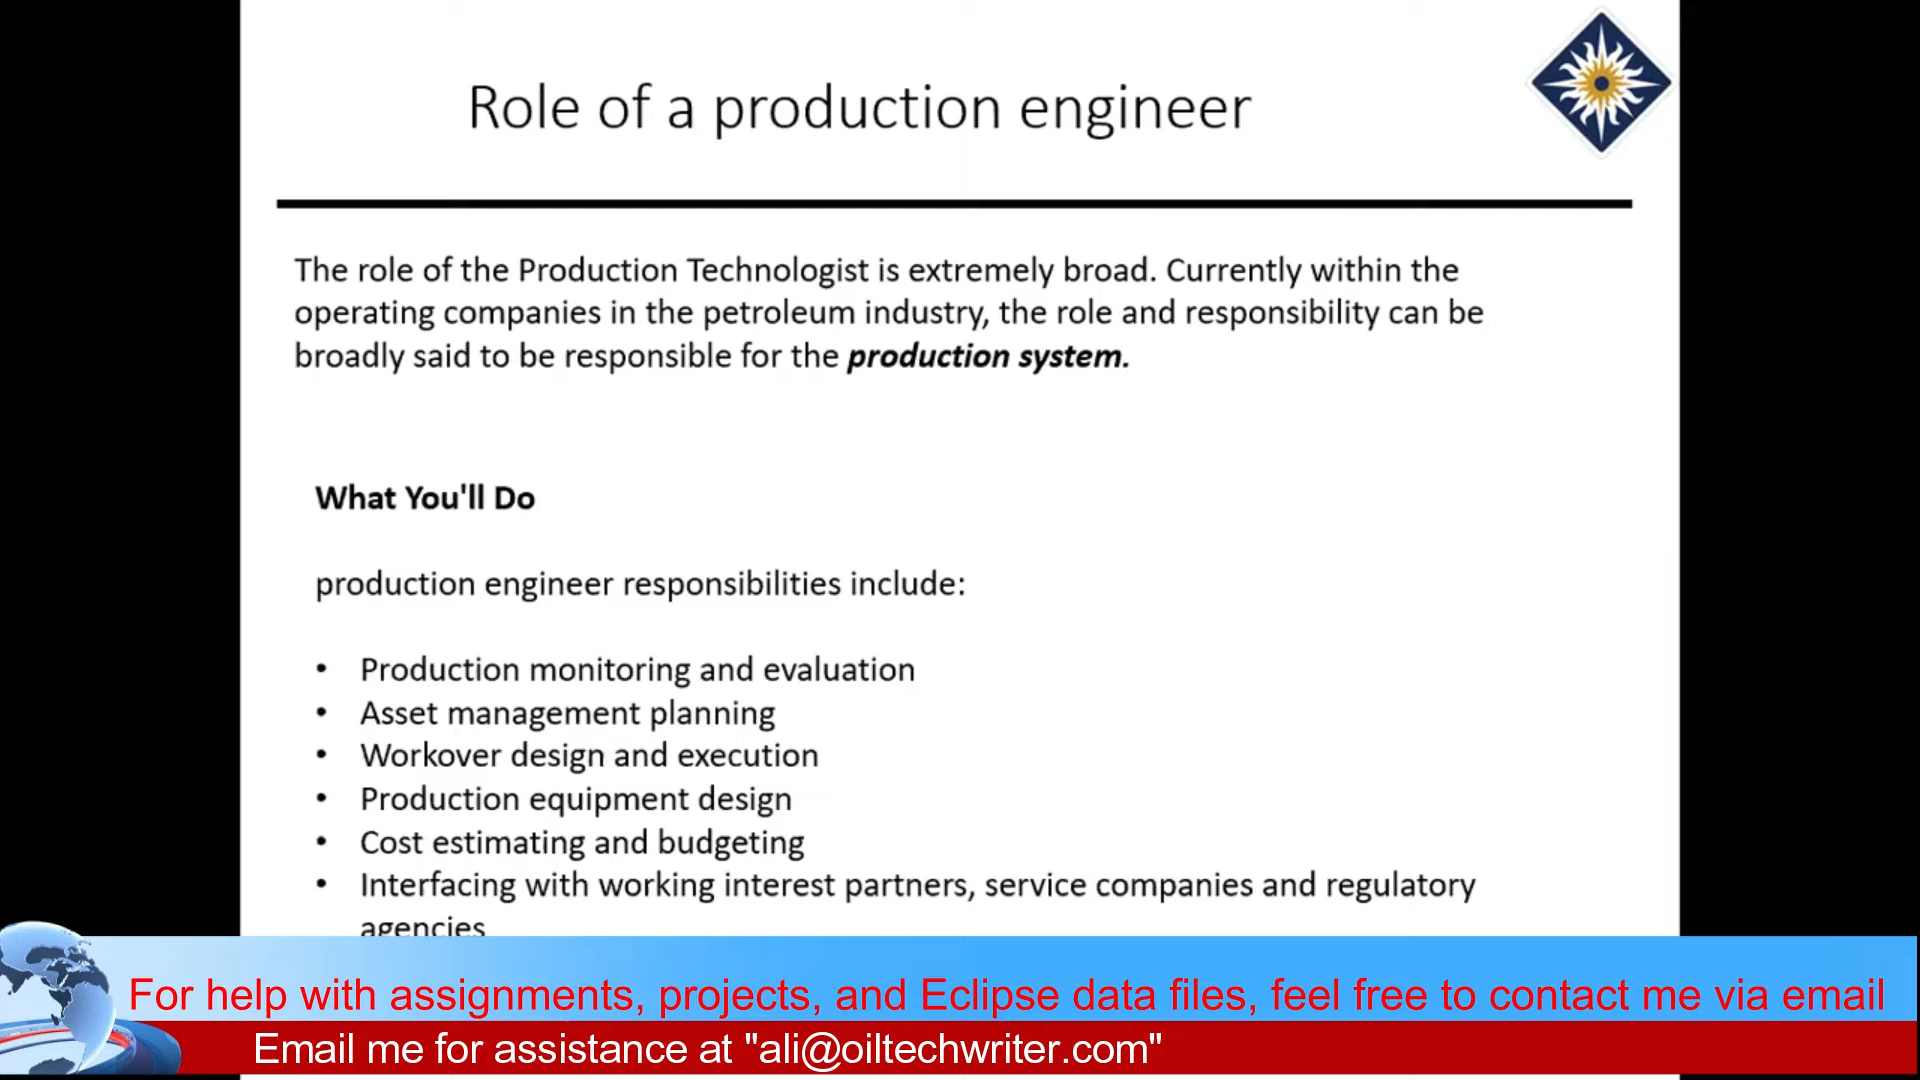 Role of a production engineer
The role of the Production Technologist is extremely broad. Currently within the
operating companies in the petroleum industry, the role and responsibility can be
broadly said to be responsible for the production system.
What You'll Do
production engineer responsibilities include:
• Production monitoring and evaluation
• Asset management planning
• Workover design and execution
• Production equipment design
• Cost estimating and budgeting
• Interfacing with working interest partners, service companies and regulatory
agencies
For help with assignments, projects, and Eclipse data files, feel free to contact me via email
Email me for assistance at "ali@oiltechwriter.com"